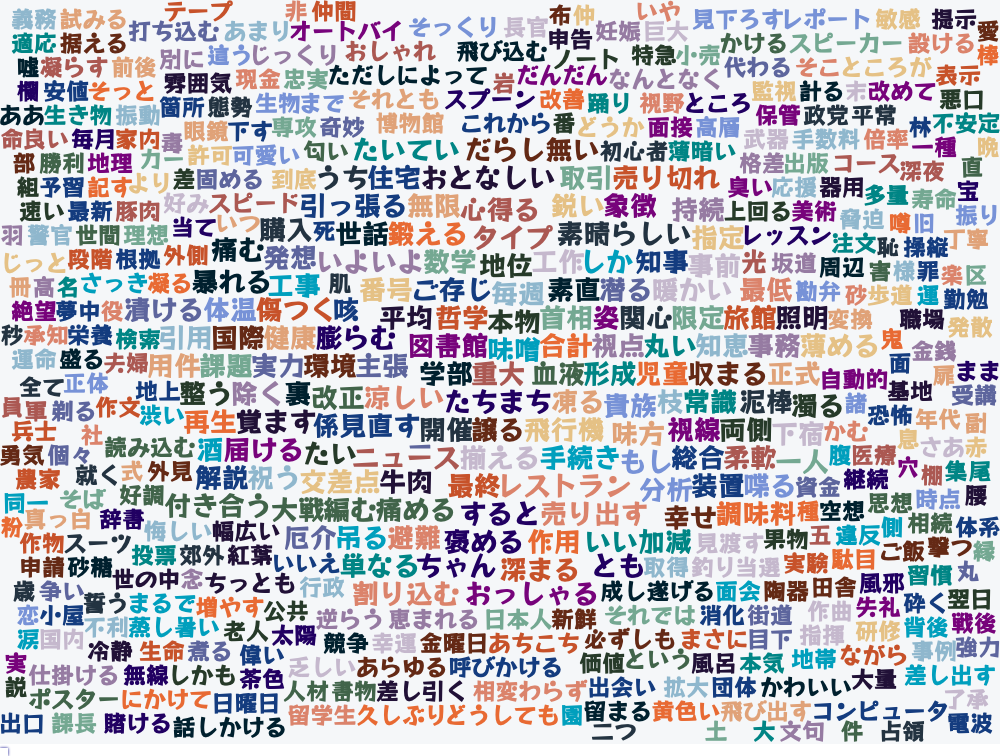 義務 試みる テープ 非 仲間 布 仲 いや 見下ろす レポート 敏感 提示 愛
適応 据える 打ち込む あまり オートバイ そっくり 長官 申告 妊娠 巨大 かける スピーカー 設ける 棒
嘘 凝らす 前後 別に 違う じっくり おしゃれ 飛び込む ノート 特急 小売 代わる そこ ところが 表示
欄 安値 そっと 雰囲気 現金 忠実 ただし によって 岩 だんだん なんとなく 監視 計る 末 改めて 悪口
ああ 生き物 振動 箇所 態勢 生物 まで それとも スプーン 改善 踊り 視野 ところ 保管 政党 平常 林 不安定
命 良い 毎月 家内 毒 眼鏡 下す 専攻 奇妙 博物館 これから 番 どうか 面接 高層 武器 手数料 倍率 一種 晩
部 勝利 地理 カー 許可 可愛い 匂い たいてい だらし無い 初心者 薄暗い 格差 出版 コース 深夜 直
組 予習 記す より 差 固める 到底 うち 住宅 おとなしい 取引 売り切れ 臭い 応援 器用 多量 寿命 宝
速い 最新 豚肉 好み スピード 引っ張る 無限 心得る 鋭い 象徴 持続 上回る 美術 脅迫 噂 旧 振り
羽 警官 世間 理想 当て いつ 購入 死 世話 鍛える タイプ 素晴らしい 指定 レッスン 注文 恥 操縦 丁寧
じっと 段階 根拠 外側 痛む 発想 いよいよ 数学 地位 工作 しか 知事 事前 光 坂道 周辺 害 様 罪 楽 区
冊 高 名 さっき 凝る 暴れる 工事 肌 番号 ご存じ 毎週 素直 潜る 暖かい 最低 勘弁 砂 歩道 運 勤勉
絶望 夢中 役 漬ける 体温 傷つく 咳 平均 哲学 本物 首相 姿 関心 限定 旅館 照明 変換 職場 発散
秒 承知 栄養 検索 引用 国際 健康 膨らむ 図書館 味噌 合計 視点 丸い 知恵 事務 薄める 鬼 金銭
運命 盛る 夫婦 用件 課題 実力 環境 主張 学部 重大 血液 形成 児童 収まる 正式 自動的 面 扉 まま
全て 正体 地上 整う 除く 裏 改正 涼しい たちまち 凍る 貴族 枝 常識 泥棒 濁る 諸 基地 受講
員 軍 剃る 作文 渋い 再生 覚ます 係 見直す 開催 譲る 飛行機 味方 視線 両側 下宿 かむ 恐怖 年代 副
兵士 社 読み込む 酒 届ける たい ニュース 揃える 手続き もし 総合 柔軟 一人 腹 医療 息 さあ 赤
勇気 個々 就く 式 外見 解説 祝う 交差点 牛肉 最終 レストラン 分析 装置 喋る 資金 継続 穴 棚 集尾
農家 そば 好調 付き合う 大戦 編む 痛める すると 売り出す 幸せ 調味料 種 空想 思想 時点 腰
同一 真っ白 辞書 悔しい 幅広い 厄介 吊る 避難 褒める 作用 いい加減 見渡す 果物 五 違反 側 相続 体系
粉 作物 スーツ 投票 郊外 紅葉 いいえ 単なる ちゃん 深まる とも 取得 釣り 当選 実験 駄目 ご飯 撃つ 緑
申請 砂糖 世の中 念 ちっとも 行政 割り込む おっしゃる 成し遂げる 面会 陶器 田舎 風邪 習慣 丸
歳 争い 誓う まるで 増やす 公共 逆らう 恵まれる 日本人 新鮮 それでは 消化 街道 作曲 失礼 砕く 翌日
恋 小屋 不利 蒸し暑い 老人 太陽 競争 幸運 金曜日 あちこち 必ずしも まさに 目下 指揮 研修 背後 戦後
涙 国内 冷静 生命 煮る 偉い 乏しい あらゆる 呼びかける 価値 という 風呂 本気 地帯 ながら 事例 強力
実 仕掛ける 無線 しかも 茶色 人材 書物 差し引く 相変わらず 出会い 拡大 団体 かわいい 大量 差し出す
説 ポスター にかけて 日曜日 留学生 久しぶり どうしても 園 留まる 黄色い 飛び出す コンピュータ 了承
出口 課長 賭ける 話しかける 二つ 土 大 文句 件 占領 電波